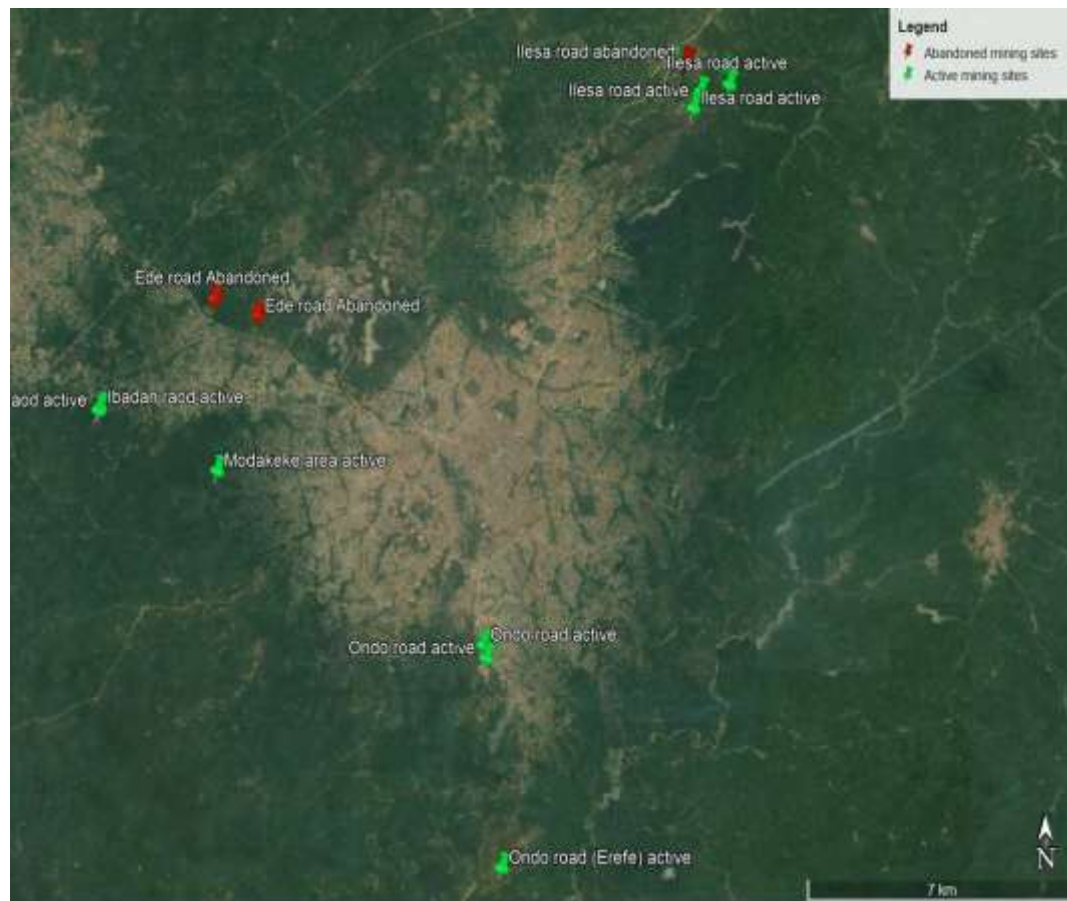 Legend
Abandoned mining sites
Active mining sites
Ilesa road abandoned
Ilesa road active
Ilesa road active
Ilesa road active
Ede road Abandoned
Ede road Abandoned
aod active
Ibadan raod active
Modakeke area active
Ondo road active
Ondo road active
Ondo road (Erefe) active
N
7 km